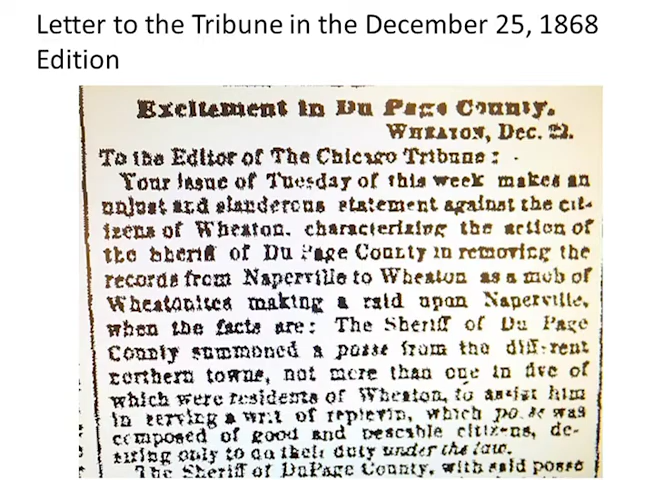 Letter to the Tribune in the December 25, 1868
Edition
Excitement in Du Page County.
WHEATON, Dec. 22.
To the Editor of The Chicago Tribune:
Your issue of Tuesday of this week makes an
unjust and slanderous statement against the cit-
izens of Wheaton, characterizing the action of
the Sheriff of Du Page County in removing the
records from Naperville to Wheaton as a mob of
Wheatonites making a raid upon Naperville,
when the facts are: The Sheriff of Du Page
County summoned a posse from the different
northern towns, not more than one in five of
which were residents of Wheaton, to assist him
in serving a writ of replevin, which posse was
composed of good and peaceable citizens, de-
siring only to do their duty under the law.
The Sheriff of DuPage County, with said posse